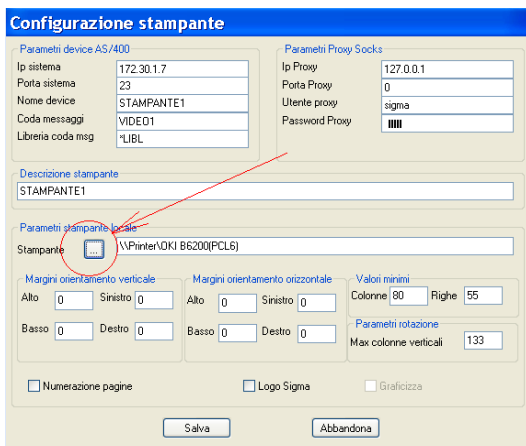 Configurazione stampante
Parametri device AS/400
Ip sistema 172.30.1.7
Porta sistema 23
Nome device STAMPANTE1
Coda messaggi VIDEO1
Libreria coda msg *LIBL
Parametri Proxy Socks
Ip Proxy 127.0.0.1
Porta Proxy 0
Utente proxy sigma
Password Proxy
Descrizione stampante
STAMPANTE1
Parametri stampante locale
Stampante ... \\Printer\OKI B6200(PCL6)
Margini orientamento verticale
Alto 0 Sinistro 0
Basso 0 Destro 0
Margini orientamento orizzontale
Alto 0 Sinistro 0
Basso 0 Destro 0
Valori minimi
Colonne 80 Righe 55
Parametri rotazione
Max colonne verticali 133
Numerazione pagine Logo Sigma Graficizza
Salva Abbandona